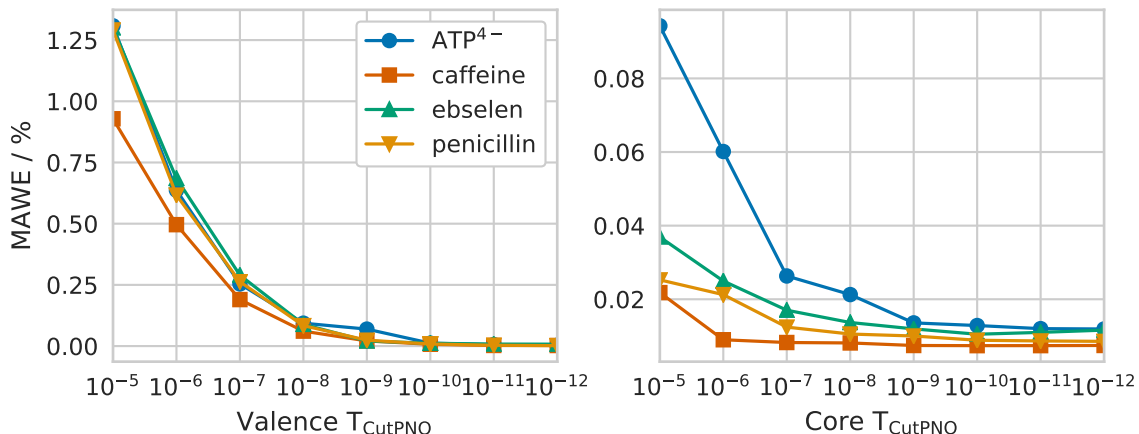 MAWE / %
1.25
1.00
0.75
0.50
0.25
0.00
ATP⁴⁻
caffeine
ebselen
penicillin
10⁻⁵ 10⁻⁶ 10⁻⁷ 10⁻⁸ 10⁻⁹ 10⁻¹⁰ 10⁻¹¹ 10⁻¹²
Valence T_CutPNO
0.08
0.06
0.04
0.02
10⁻⁵ 10⁻⁶ 10⁻⁷ 10⁻⁸ 10⁻⁹ 10⁻¹⁰ 10⁻¹¹ 10⁻¹²
Core T_CutPNO